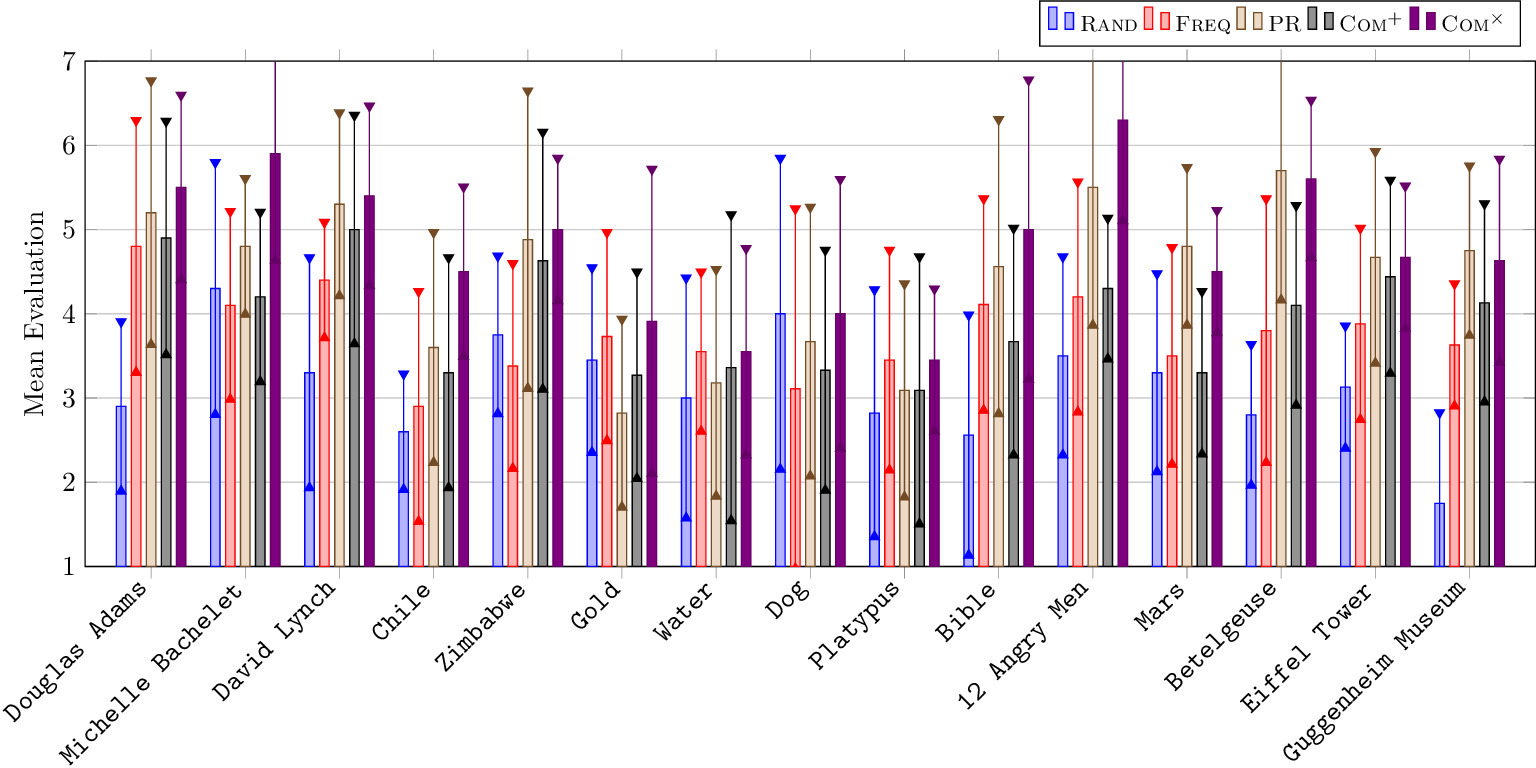 RAND FREQ PR COM+ COM×
7
6
5
4
3
2
1
Mean Evaluation
Douglas Adams
Michelle Bachelet
David Lynch
Chile
Zimbabwe
Gold
Water
Dog
Platypus
Bible
12 Angry Men
Mars
Betelgeuse
Eiffel Tower
Guggenheim Museum